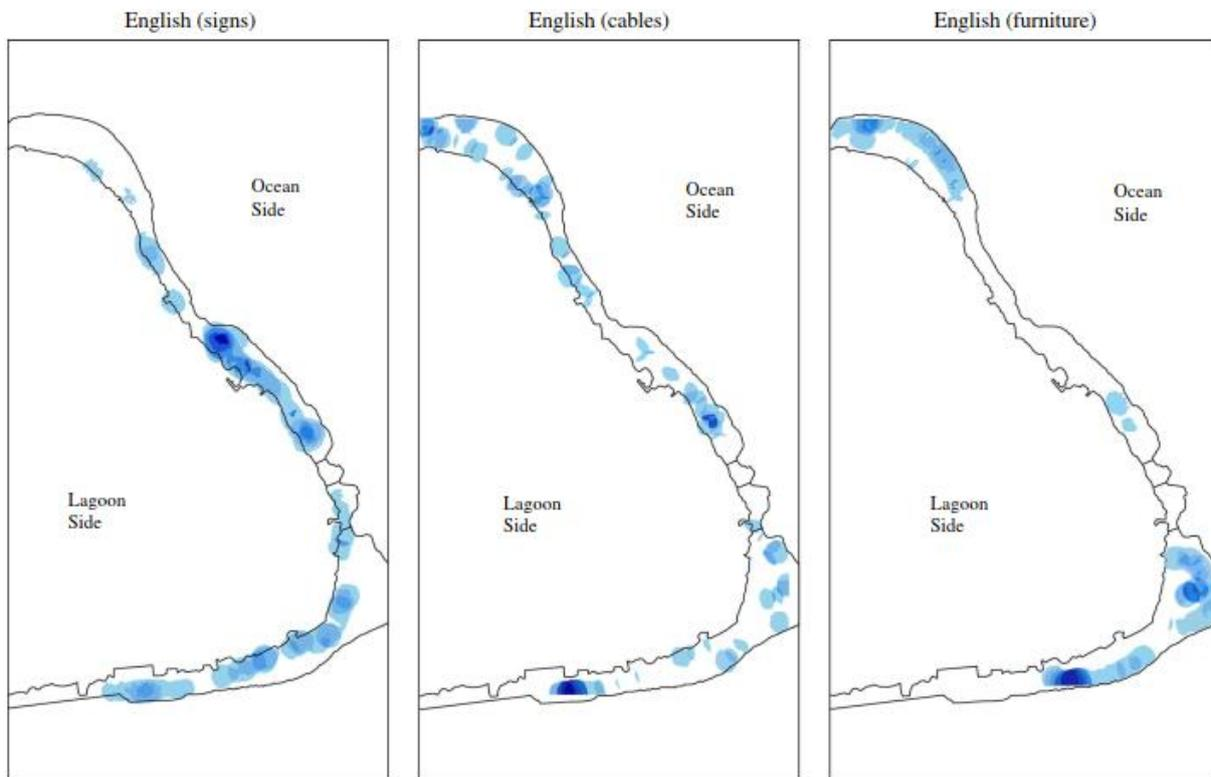 English (signs)
English (cables)
English (furniture)
Ocean
Side
Ocean
Side
Ocean
Side
Lagoon
Side
Lagoon
Side
Lagoon
Side